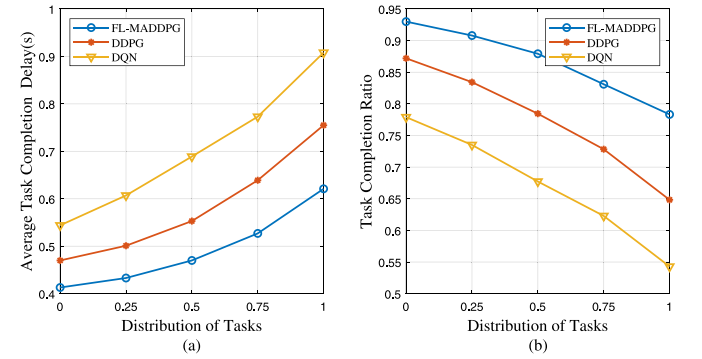 Average Task Completion Delay(s)
1
0.9
0.8
0.7
0.6
0.5
0.4
FL-MADDPG
DDPG
DQN
0 0.25 0.5 0.75 1
Distribution of Tasks
(a)
Task Completion Ratio
0.95
0.9
0.85
0.8
0.75
0.7
0.65
0.6
0.55
0.5
FL-MADDPG
DDPG
DQN
0 0.25 0.5 0.75 1
Distribution of Tasks
(b)